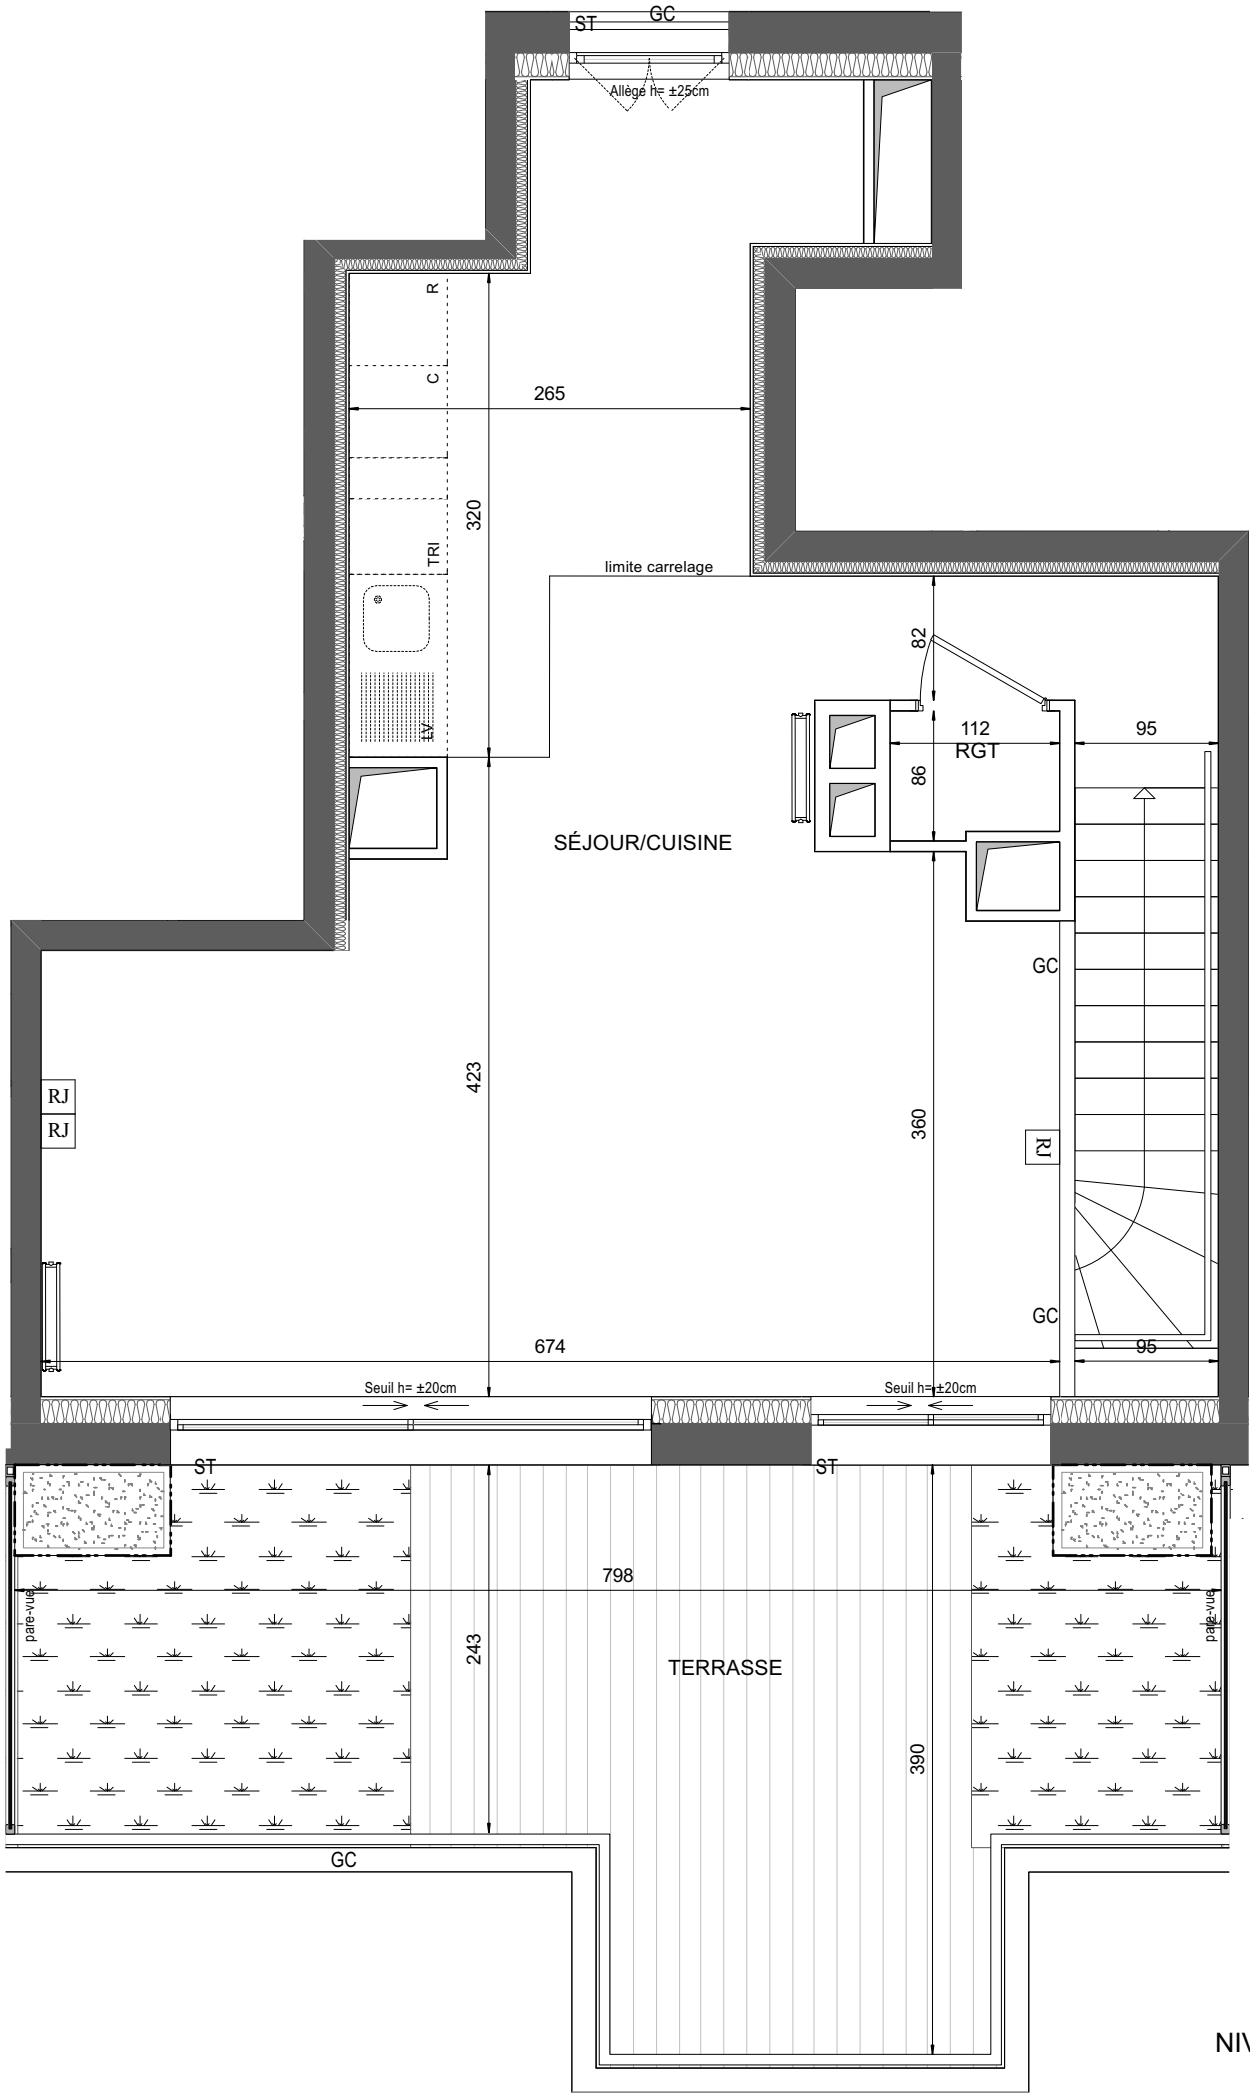 ST
GC
Allège h= ±25cm
R
C
265
320
TRI
limite carrelage
82
LV
112
RGT
95
86
SÉJOUR/CUISINE
GC
RJ
RJ
423
360
RJ
GC
674
95
Seuil h= ±20cm
Seuil h= ±20cm
ST
ST
798
pare-vue
pare-vue
243
TERRASSE
390
GC
NIV